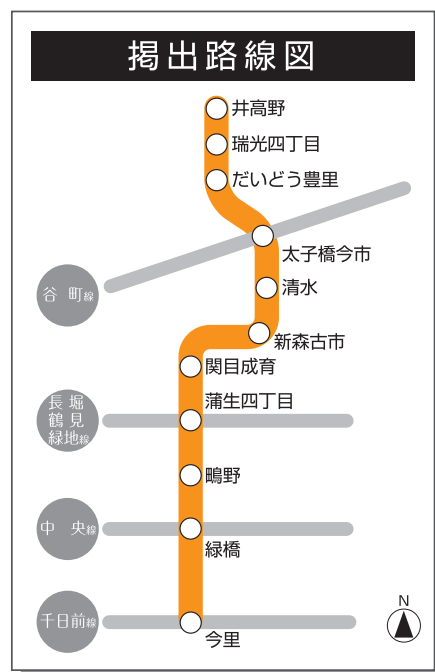 掲出路線図
井高野
瑞光四丁目
だいどう豊里
太子橋今市
谷町線
清水
新森古市
関目成育
長堀
鶴見
緑地線
蒲生四丁目
鴫野
中央線
緑橋
千日前線
今里
N